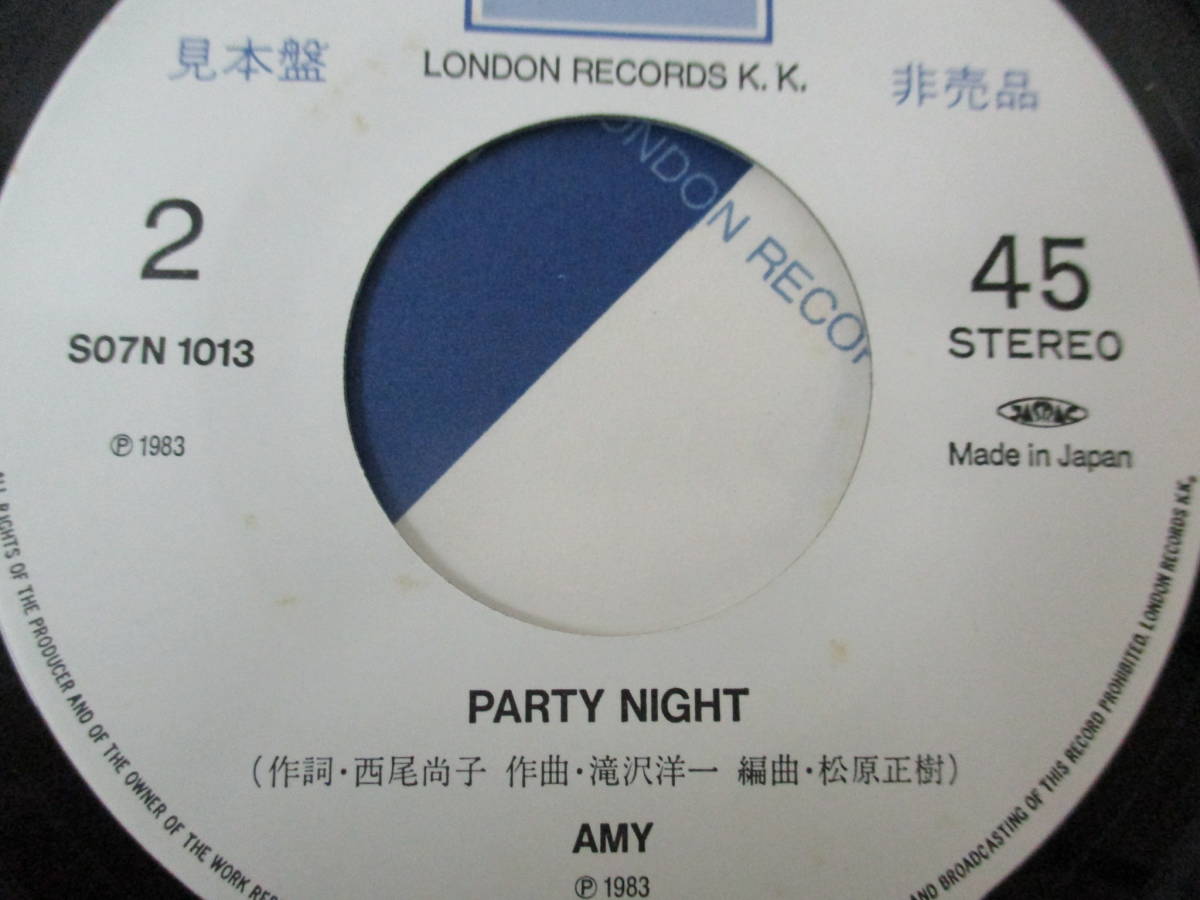 見本盤
LONDON RECORDS K.K.
非売品
ONDON RECOR
2
45
STEREO
S07N 1013
JASRAC
℗ 1983
Made in Japan
PARTY NIGHT
（作詞・西尾尚子 作曲・滝沢洋一 編曲・松原正樹）
AMY
℗ 1983
ALL RIGHTS OF THE PRODUCER AND OF THE OWNER OF THE WORK
AND BROADCASTING OF THIS RECORD PROHIBITED. LONDON RECORDS K.K.